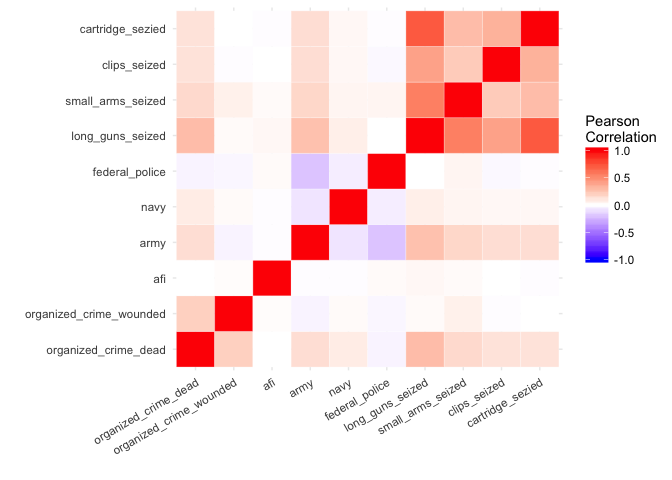 cartridge_sezied
clips_seized
small_arms_seized
long_guns_seized
federal_police
navy
army
afi
organized_crime_wounded
organized_crime_dead
organized_crime_dead
organized_crime_wounded
afi
army
navy
federal_police
long_guns_seized
small_arms_seized
clips_seized
cartridge_sezied
Pearson
Correlation
1.0
0.5
0.0
-0.5
-1.0